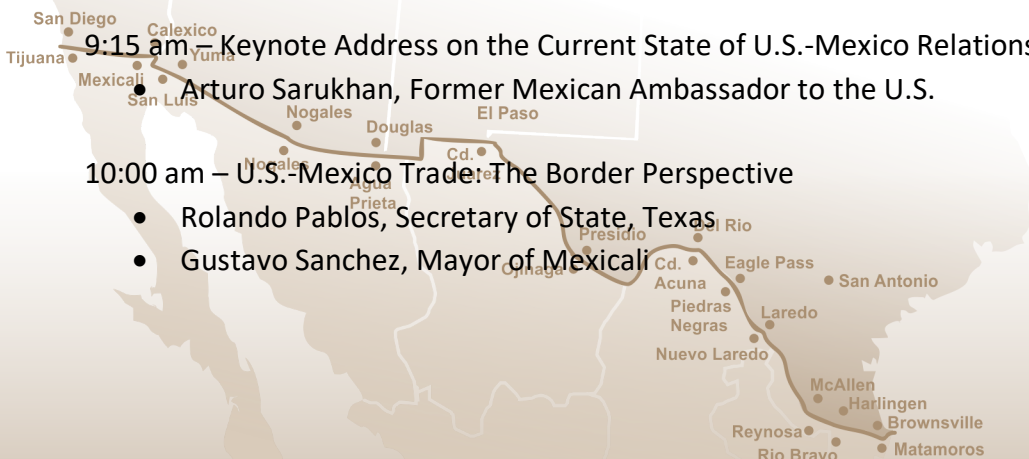 San Diego
Calexico
9:15 am – Keynote Address on the Current State of U.S.-Mexico Relations
Tijuana
Yuma
Mexicali
San Luis
Arturo Sarukhan, Former Mexican Ambassador to the U.S.
Nogales
El Paso
Douglas
Nogales
Cd. Juarez
10:00 am – U.S.-Mexico Trade: The Border Perspective
Agua
Prieta
Rolando Pablos, Secretary of State, Texas
Presidio
Del Rio
Gustavo Sanchez, Mayor of Mexicali
Ojinaga
Cd.
Acuna
Eagle Pass
San Antonio
Piedras
Negras
Laredo
Nuevo Laredo
McAllen
Harlingen
Brownsville
Reynosa
Matamoros
Rio Bravo